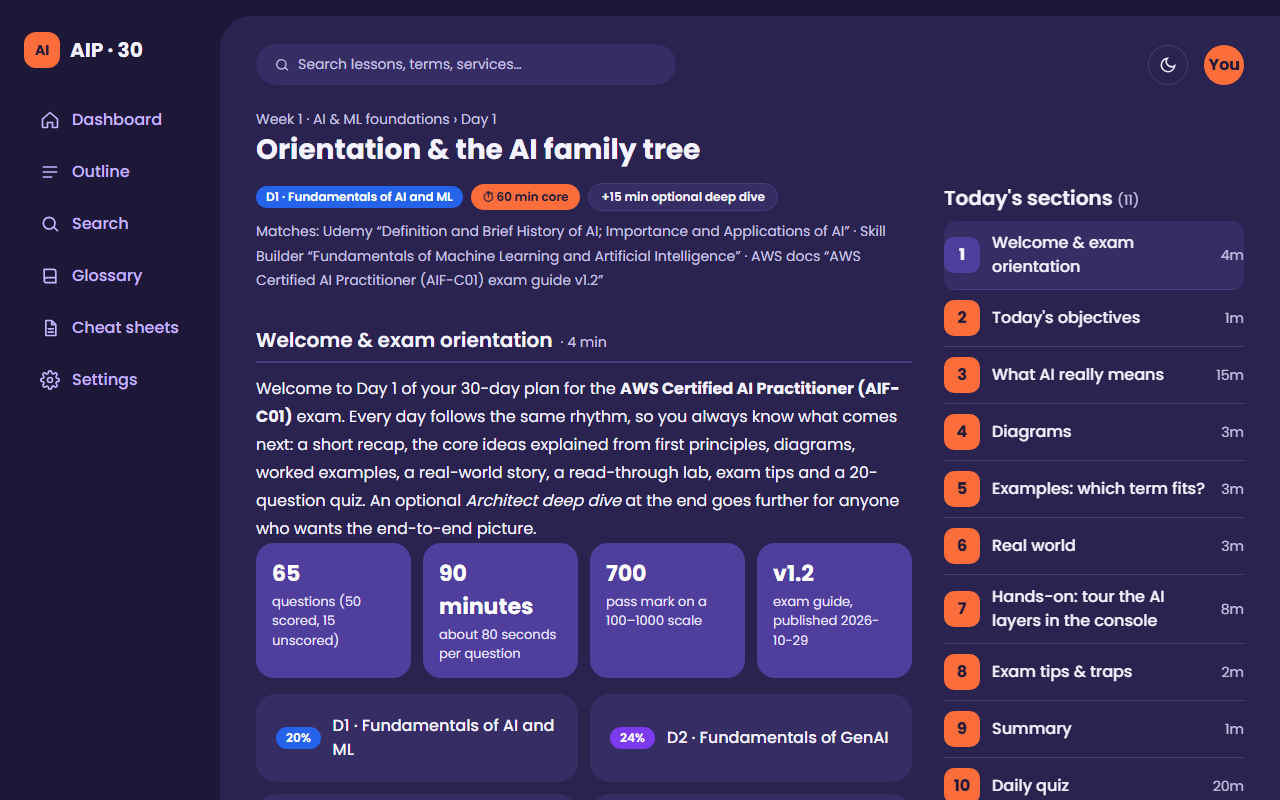 AI AIP · 30
Dashboard
Outline
Search
Glossary
Cheat sheets
Settings
Search lessons, terms, services…
You
Week 1 · AI & ML foundations › Day 1
Orientation & the AI family tree
D1 · Fundamentals of AI and ML
⏱ 60 min core
+15 min optional deep dive
Matches: Udemy “Definition and Brief History of AI; Importance and Applications of AI” · Skill
Builder “Fundamentals of Machine Learning and Artificial Intelligence” · AWS docs “AWS
Certified AI Practitioner (AIF-C01) exam guide v1.2”
Welcome & exam orientation · 4 min
Welcome to Day 1 of your 30-day plan for the AWS Certified AI Practitioner (AIF-
C01) exam. Every day follows the same rhythm, so you always know what comes
next: a short recap, the core ideas explained from first principles, diagrams,
worked examples, a real-world story, a read-through lab, exam tips and a 20-
question quiz. An optional Architect deep dive at the end goes further for anyone
who wants the end-to-end picture.
65
questions (50
scored, 15
unscored)
90
minutes
about 80 seconds
per question
700
pass mark on a
100–1000 scale
v1.2
exam guide,
published 2026-
10-29
20%
D1 · Fundamentals of AI and
ML
24%
D2 · Fundamentals of GenAI
Today's sections (11)
1
Welcome & exam
orientation
4m
2 Today's objectives 1m
3 What AI really means 15m
4 Diagrams 3m
5 Examples: which term fits? 3m
6 Real world 3m
7
Hands-on: tour the AI
layers in the console
8m
8 Exam tips & traps 2m
9 Summary 1m
10 Daily quiz 20m